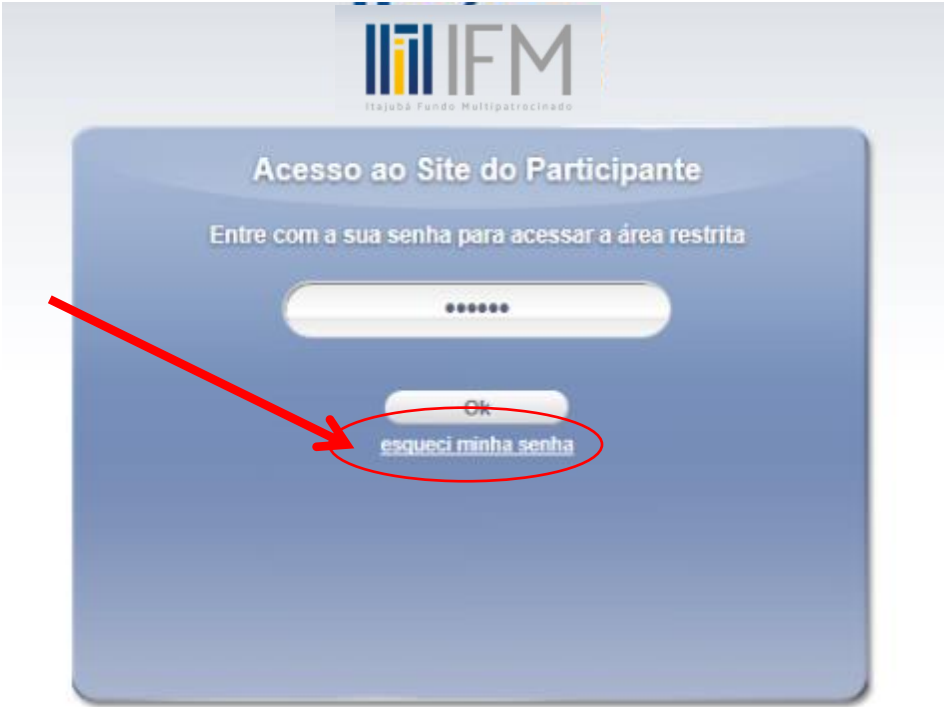 IFM
Itajubá Fundo Multipatrocinado
Acesso ao Site do Participante
Entre com a sua senha para acessar a área restrita
••••••
Ok
esqueci minha senha